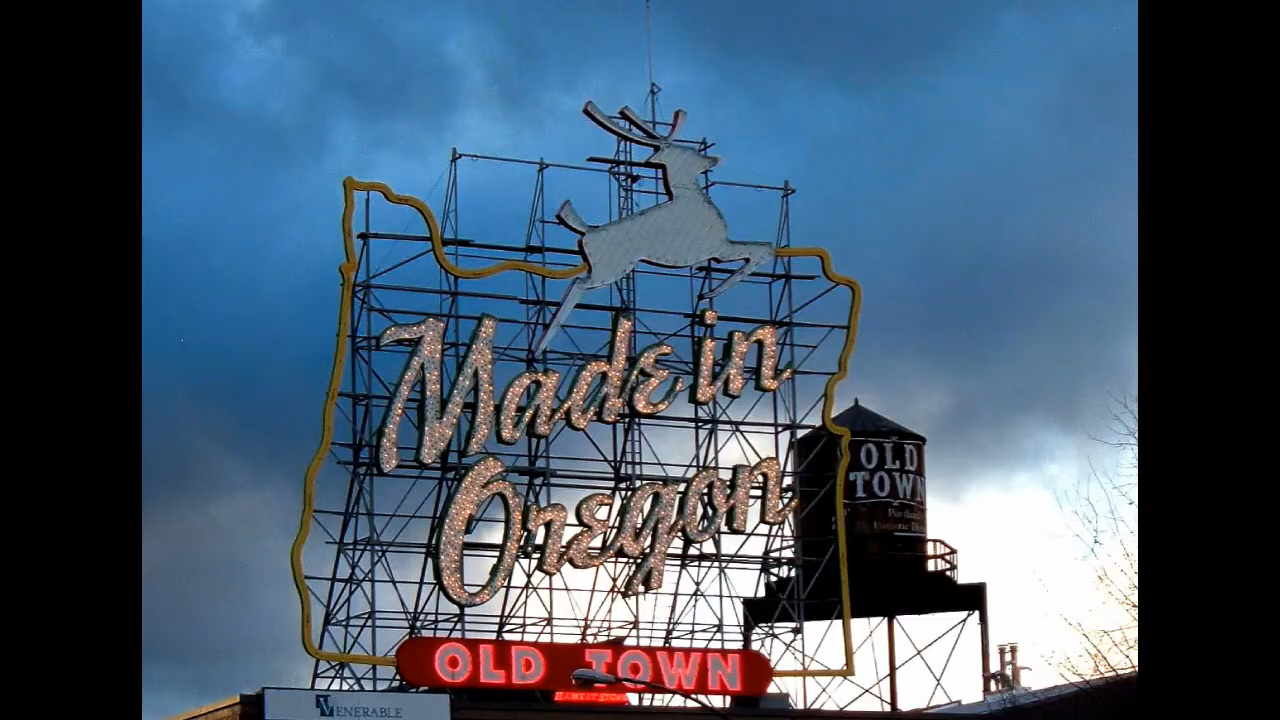 Made in
Oregon
OLD
TOWN
OLD TOWN
VENERABLE